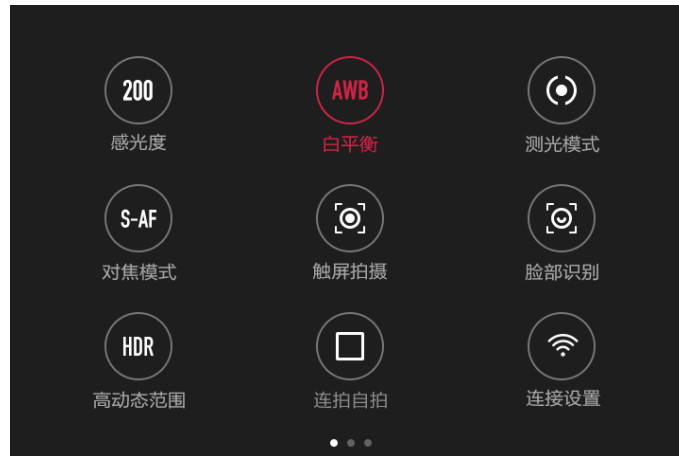 200
AWB
感光度
白平衡
测光模式
S-AF
对焦模式
触屏拍摄
脸部识别
HDR
高动态范围
连拍自拍
连接设置